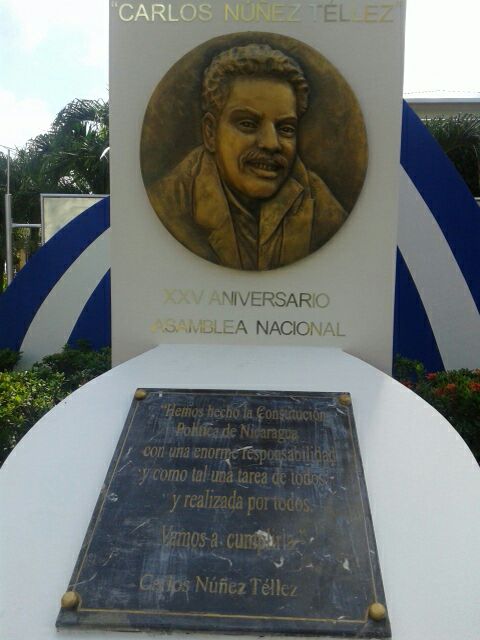 "CARLOS NÚÑEZ TÉLLEZ"
XXV ANIVERSARIO
ASAMBLEA NACIONAL
"Hemos hecho la Constitución
Política de Nicaragua
con una enorme responsabilidad
y como tal una tarea de todos,
y realizada por todos.
Vamos a cumplirla"
Carlos Núñez Téllez